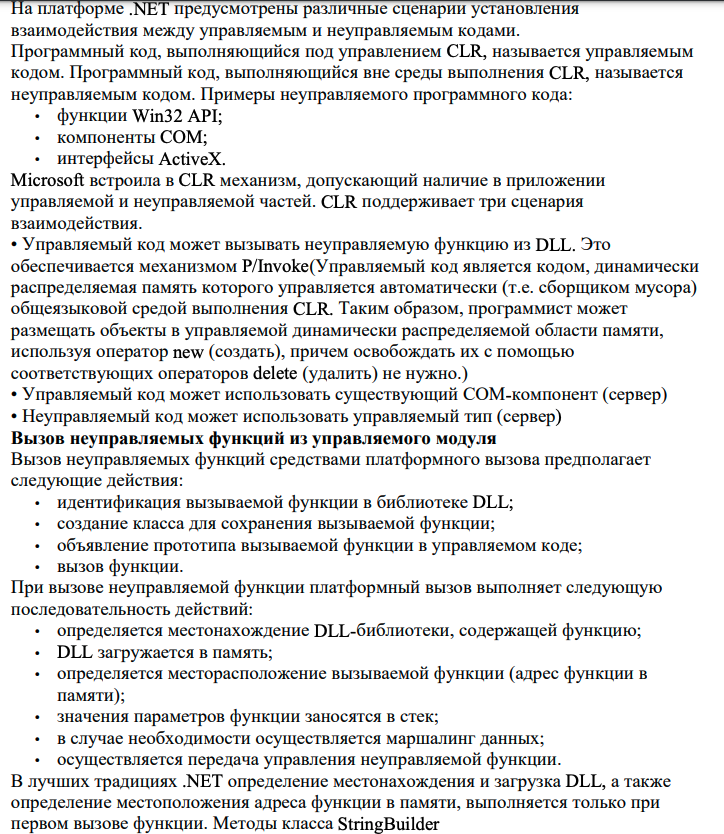 На платформе .NET предусмотрены различные сценарии установления
взаимодействия между управляемым и неуправляемым кодами.
Программный код, выполняющийся под управлением CLR, называется управляемым
кодом. Программный код, выполняющийся вне среды выполнения CLR, называется
неуправляемым кодом. Примеры неуправляемого программного кода:
• функции Win32 API;
• компоненты COM;
• интерфейсы ActiveX.
Microsoft встроила в CLR механизм, допускающий наличие в приложении
управляемой и неуправляемой частей. CLR поддерживает три сценария
взаимодействия.
• Управляемый код может вызывать неуправляемую функцию из DLL. Это
обеспечивается механизмом P/Invoke(Управляемый код является кодом, динамически
распределяемая память которого управляется автоматически (т.е. сборщиком мусора)
общеязыковой средой выполнения CLR. Таким образом, программист может
размещать объекты в управляемой динамически распределяемой области памяти,
используя оператор new (создать), причем освобождать их с помощью
соответствующих операторов delete (удалить) не нужно.)
• Управляемый код может использовать существующий COM-компонент (сервер)
• Неуправляемый код может использовать управляемый тип (сервер)
Вызов неуправляемых функций из управляемого модуля
Вызов неуправляемых функций средствами платформного вызова предполагает
следующие действия:
• идентификация вызываемой функции в библиотеке DLL;
• создание класса для сохранения вызываемой функции;
• объявление прототипа вызываемой функции в управляемом коде;
• вызов функции.
При вызове неуправляемой функции платформный вызов выполняет следующую
последовательность действий:
• определяется местонахождение DLL-библиотеки, содержащей функцию;
• DLL загружается в память;
• определяется месторасположение вызываемой функции (адрес функции в
памяти);
• значения параметров функции заносятся в стек;
• в случае необходимости осуществляется маршалинг данных;
• осуществляется передача управления неуправляемой функции.
В лучших традициях .NET определение местонахождения и загрузка DLL, а также
определение местоположения адреса функции в памяти, выполняется только при
первом вызове функции. Методы класса StringBuilder